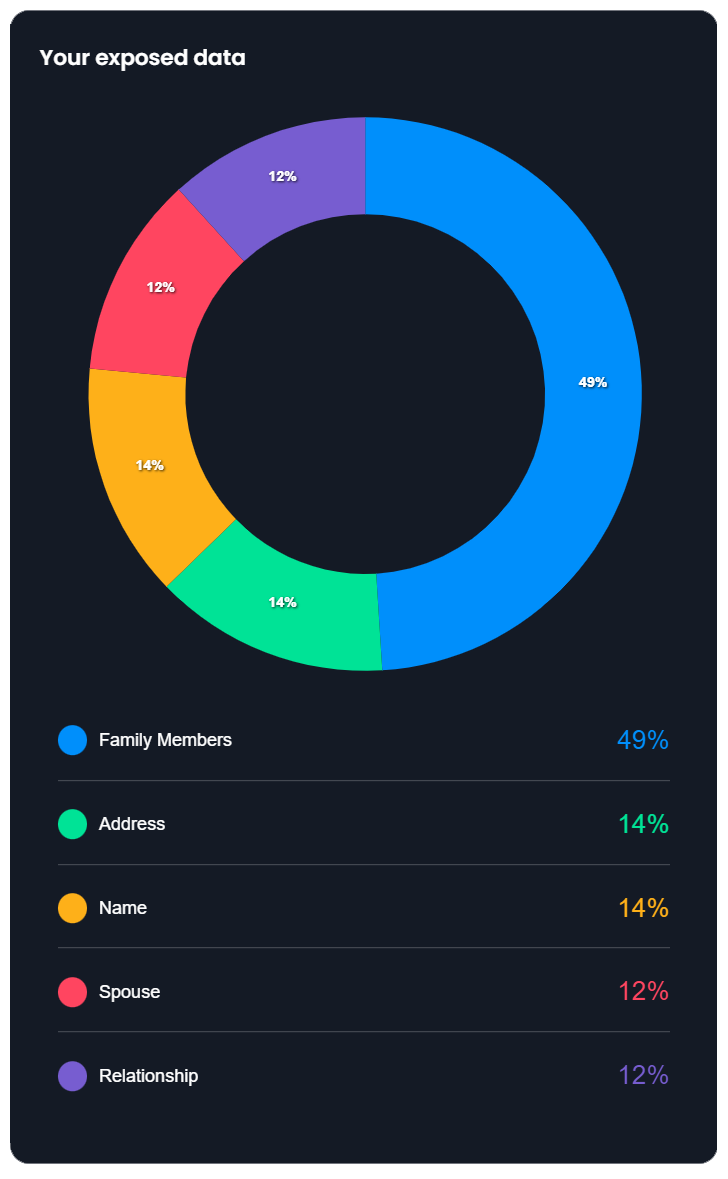 Your exposed data
12%
12%
49%
14%
14%
Family Members 49%
Address 14%
Name 14%
Spouse 12%
Relationship 12%